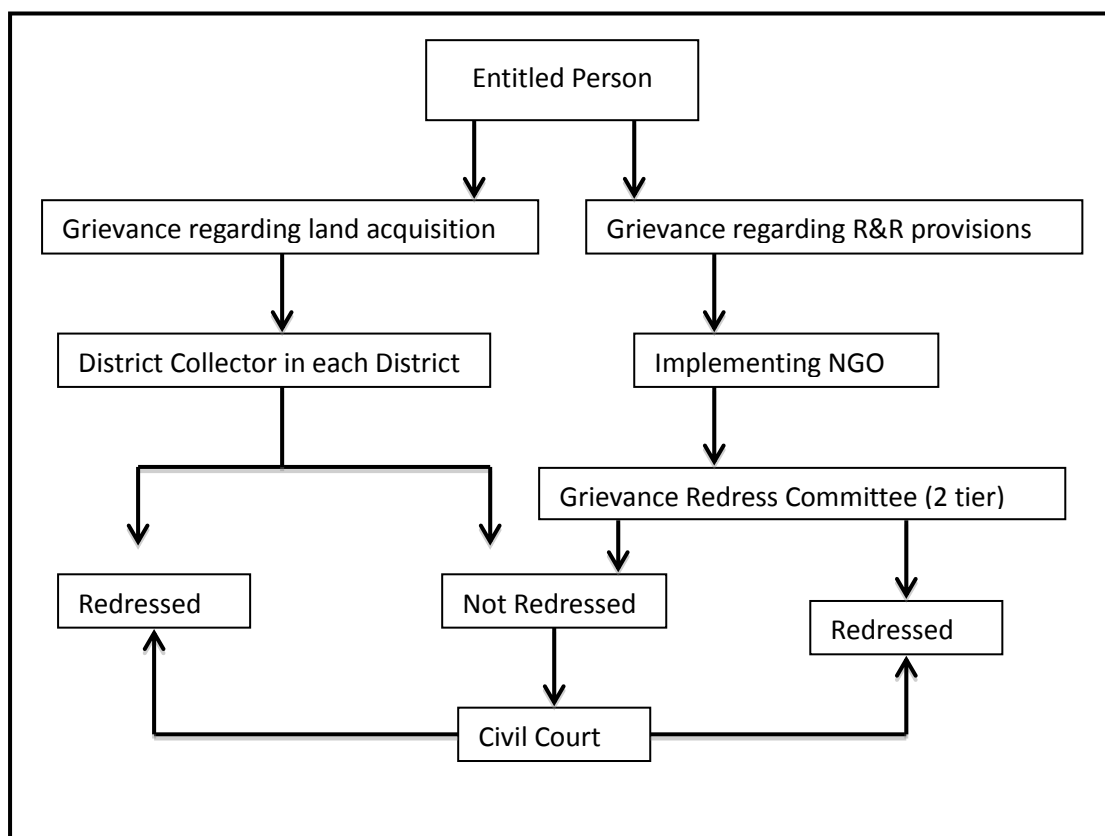 Entitled Person
Grievance regarding land acquisition
Grievance regarding R&R provisions
District Collector in each District
Implementing NGO
Grievance Redress Committee (2 tier)
Redressed
Not Redressed
Redressed
Civil Court